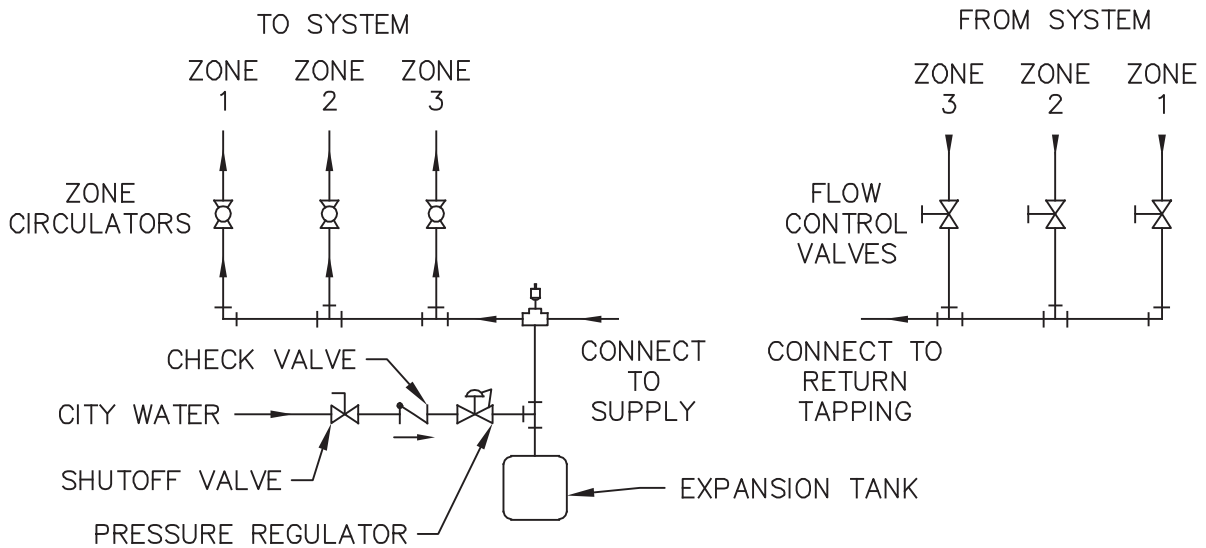 TO SYSTEM
ZONE
1
ZONE
2
ZONE
3
FROM SYSTEM
ZONE
3
ZONE
2
ZONE
1
ZONE
CIRCULATORS
FLOW
CONTROL
VALVES
CHECK VALVE
CONNECT
TO
SUPPLY
CONNECT TO
RETURN
TAPPING
CITY WATER
SHUTOFF VALVE
EXPANSION TANK
PRESSURE REGULATOR